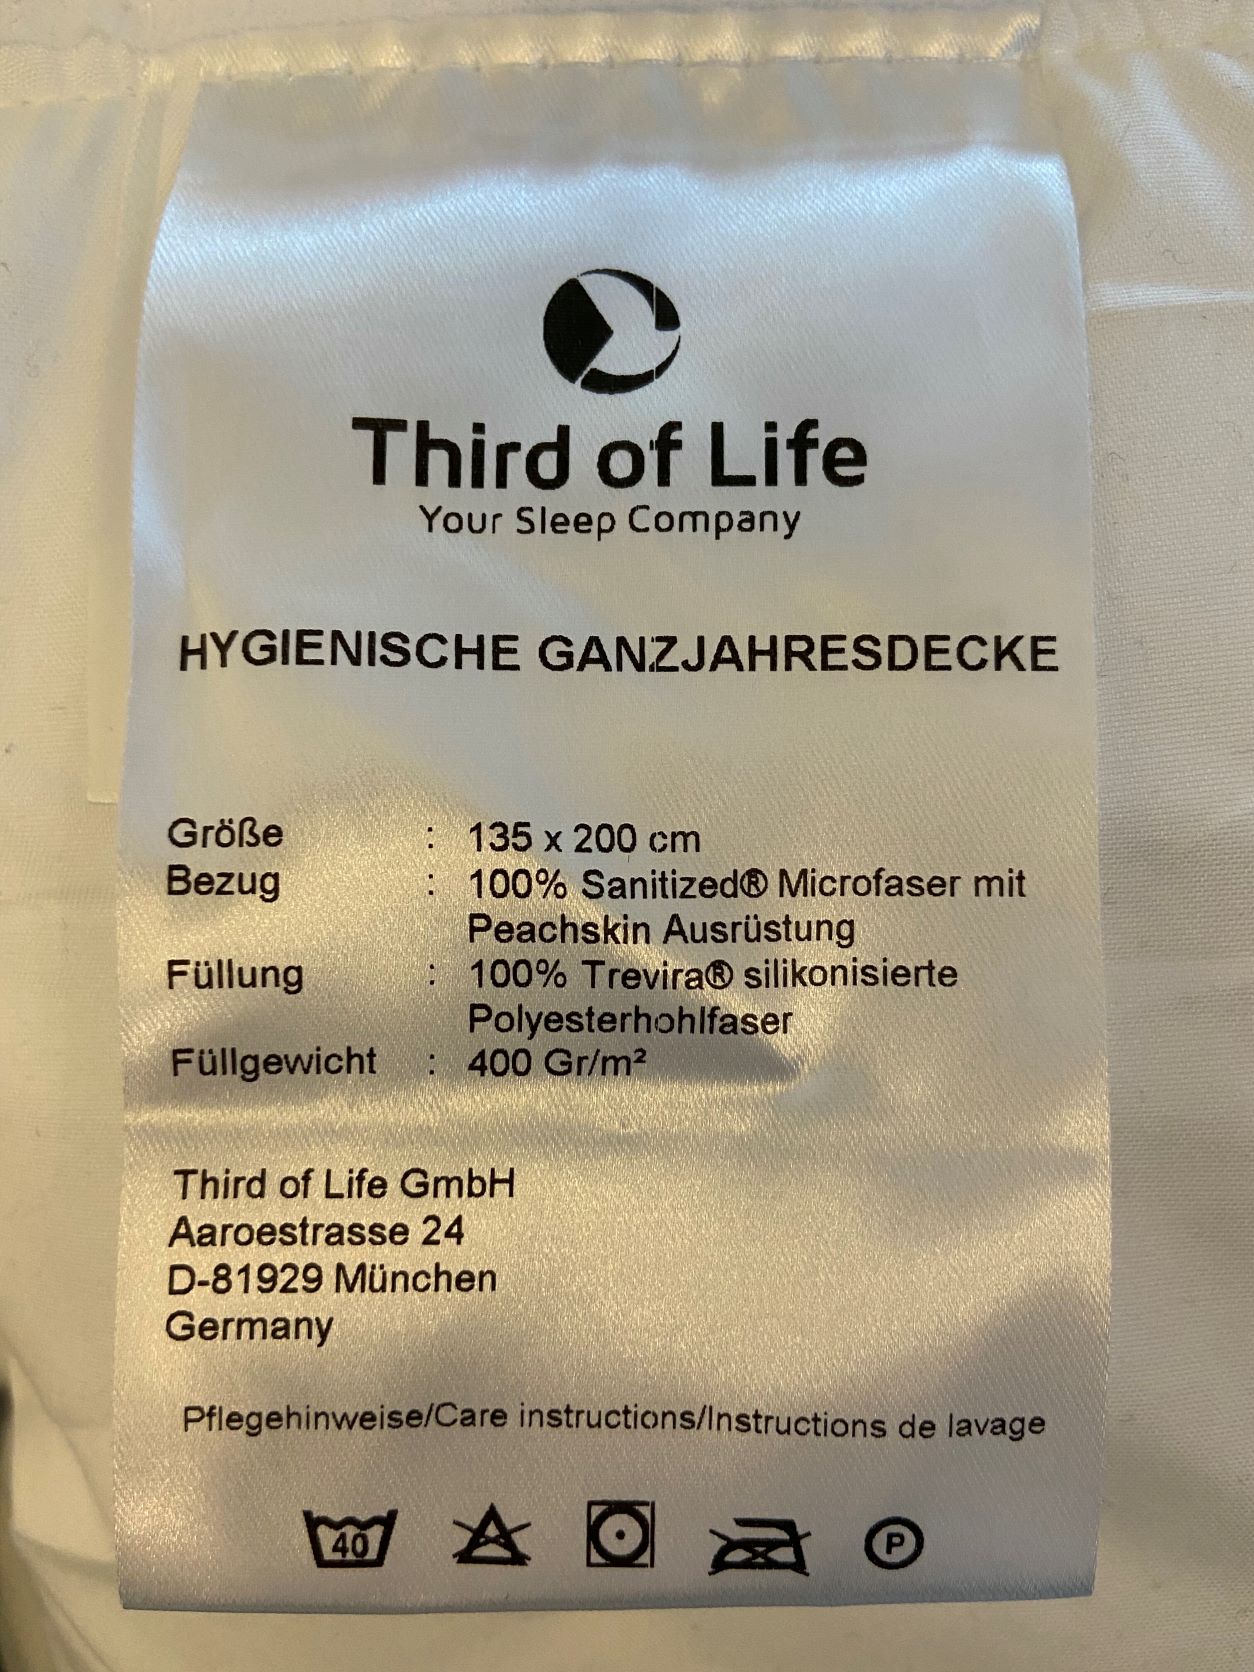 Third of Life
Your Sleep Company
HYGIENISCHE GANZJAHRESDECKE
Größe : 135 x 200 cm
Bezug : 100% Sanitized® Microfaser mit
Peachskin Ausrüstung
Füllung : 100% Trevira® silikonisierte
Polyesterhohlfaser
Füllgewicht : 400 Gr/m²
Third of Life GmbH
Aaroestrasse 24
D-81929 München
Germany
Pflegehinweise/Care instructions/Instructions de lavage
40 P